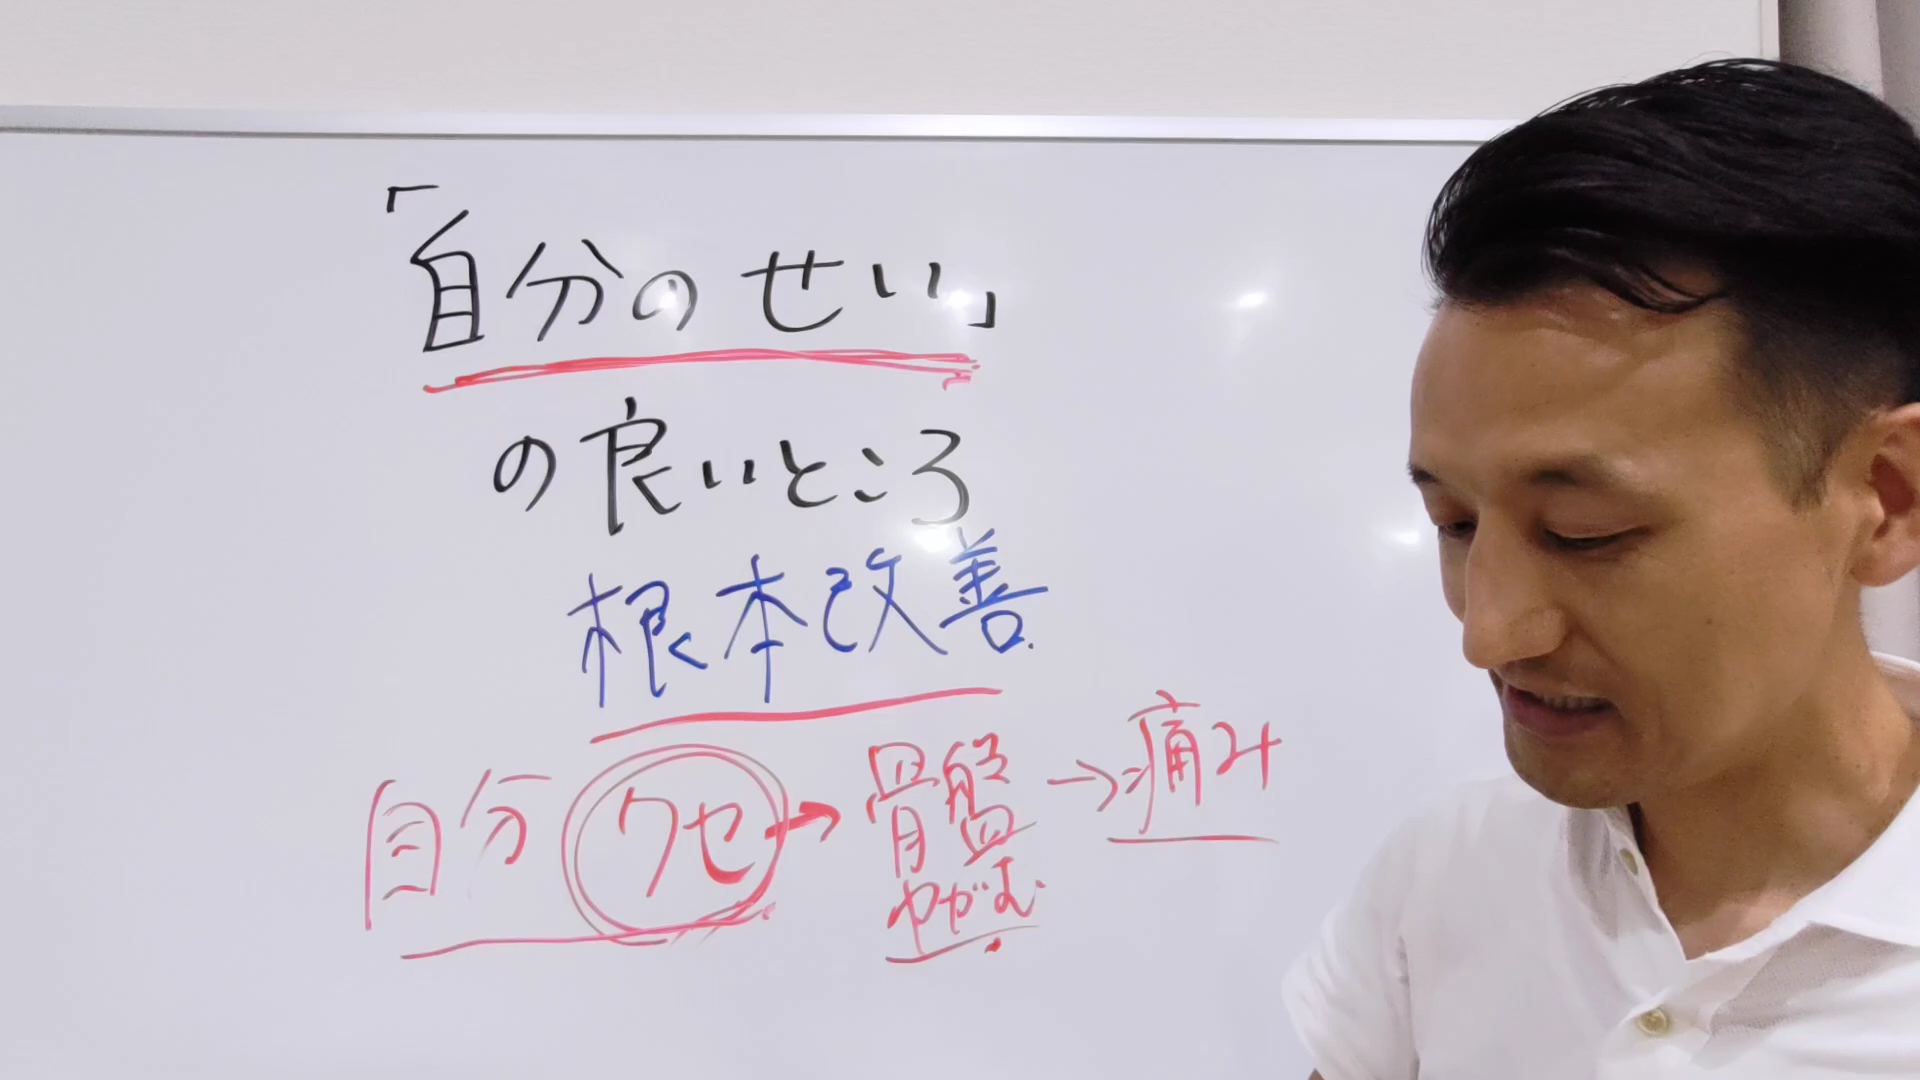 「自分のせい」
の良いところ
根本改善
自分 クセ → 骨盤 → 痛み
ゆがむ